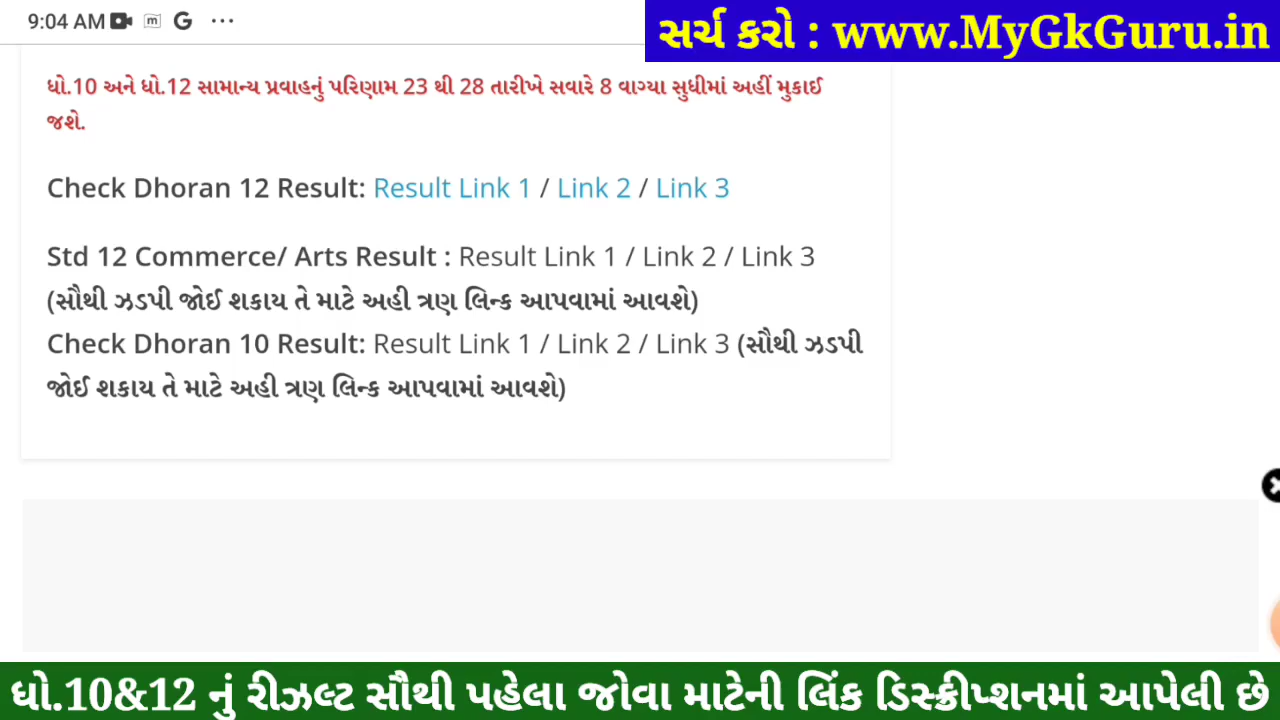 9:04 AM
સર્ચ કરો : www.MyGkGuru.in
ધો.10 અને ધો.12 સામાન્ય પ્રવાહનું પરિણામ 23 થી 28 તારીખે સવારે 8 વાગ્યા સુધીમાં અહીં મુકાઈ
જશે.
Check Dhoran 12 Result: Result Link 1 / Link 2 / Link 3
Std 12 Commerce/ Arts Result : Result Link 1 / Link 2 / Link 3
(સૌથી ઝડપી જોઈ શકાય તે માટે અહી ત્રણ લિન્ક આપવામાં આવશે)
Check Dhoran 10 Result: Result Link 1 / Link 2 / Link 3 (સૌથી ઝડપી
જોઈ શકાય તે માટે અહી ત્રણ લિન્ક આપવામાં આવશે)
ધો.10&12 નું રીઝલ્ટ સૌથી પહેલા જોવા માટેની લિંક ડિસ્ક્રીપ્શનમાં આપેલી છે